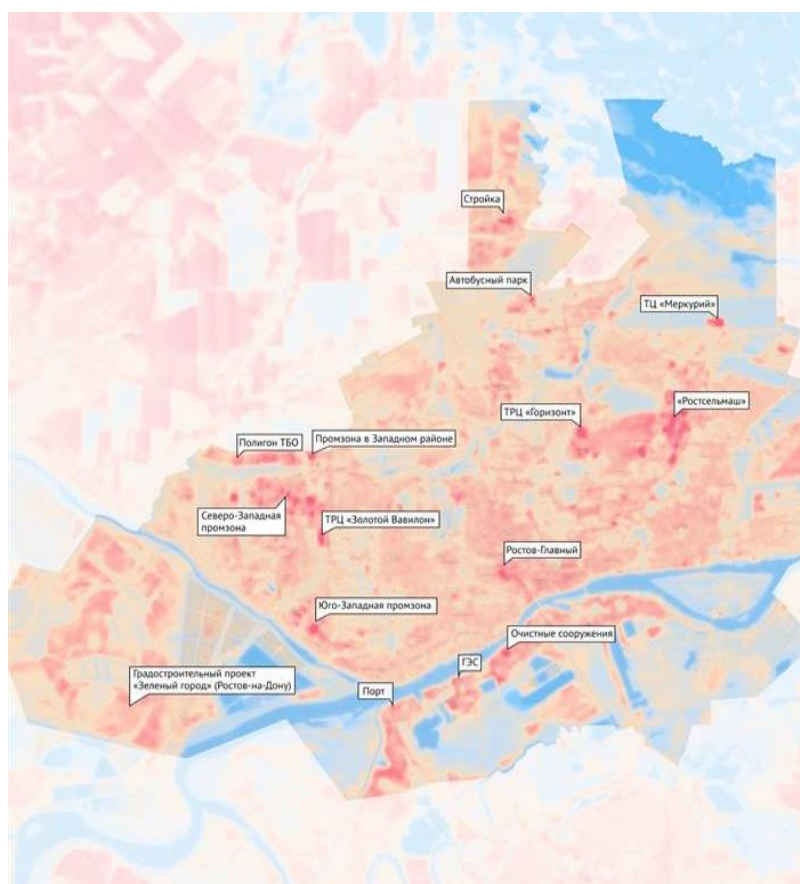 Стройка
Автобусный парк
ТЦ «Меркурий»
«Ростсельмаш»
ТРЦ «Горизонт»
Полигон ТБО
Промзона в Западном районе
Северо-Западная
промзона
ТРЦ «Золотой Вавилон»
Ростов-Главный
Юго-Западная промзона
Очистные сооружения
ГЭС
Градостроительный проект
«Зеленый город» (Ростов-на-Дону)
Порт